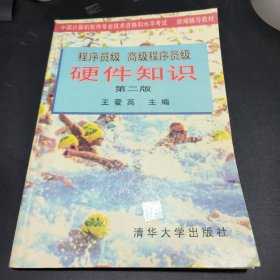 中国计算机软件专业技术资格和水平考试 统编辅导教材
程序员级 高级程序员级
硬件知识
第二版
王爱英 主编
清华大学出版社